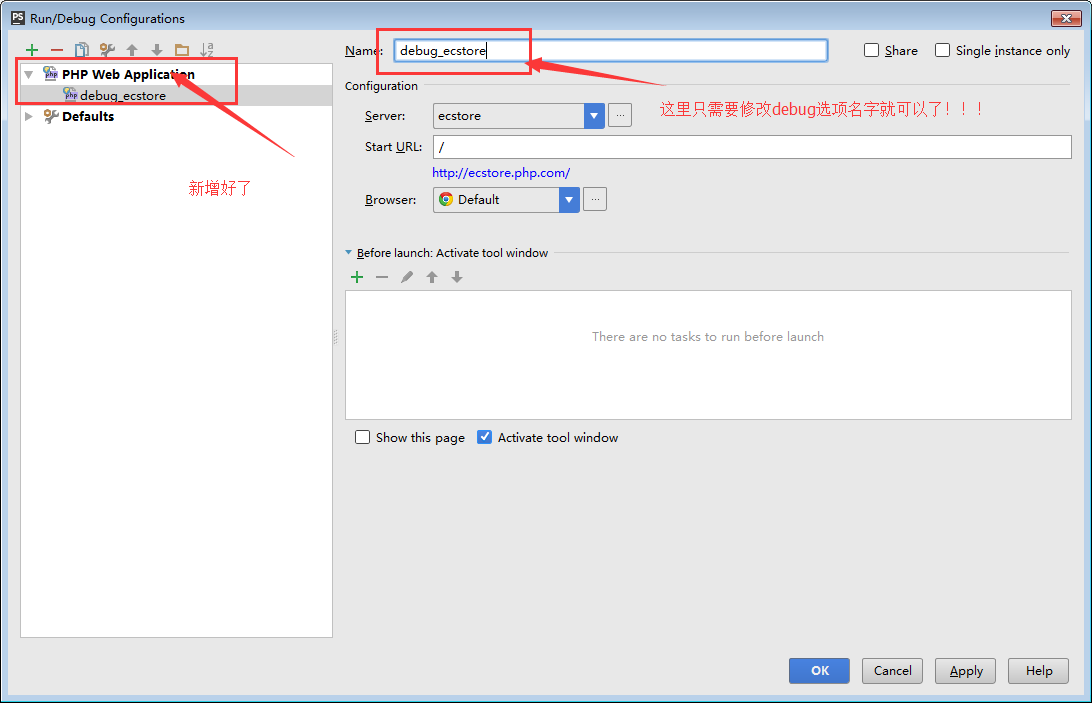 PS Run/Debug Configurations
PHP Web Application
debug_ecstore
Defaults
新增好了
Name: debug_ecstore
Share
Single instance only
Configuration
这里只需要修改debug选项名字就可以了！！！
Server: ecstore
Start URL: /
http://ecstore.php.com/
Browser: Default
Before launch: Activate tool window
There are no tasks to run before launch
Show this page
Activate tool window
OK
Cancel
Apply
Help